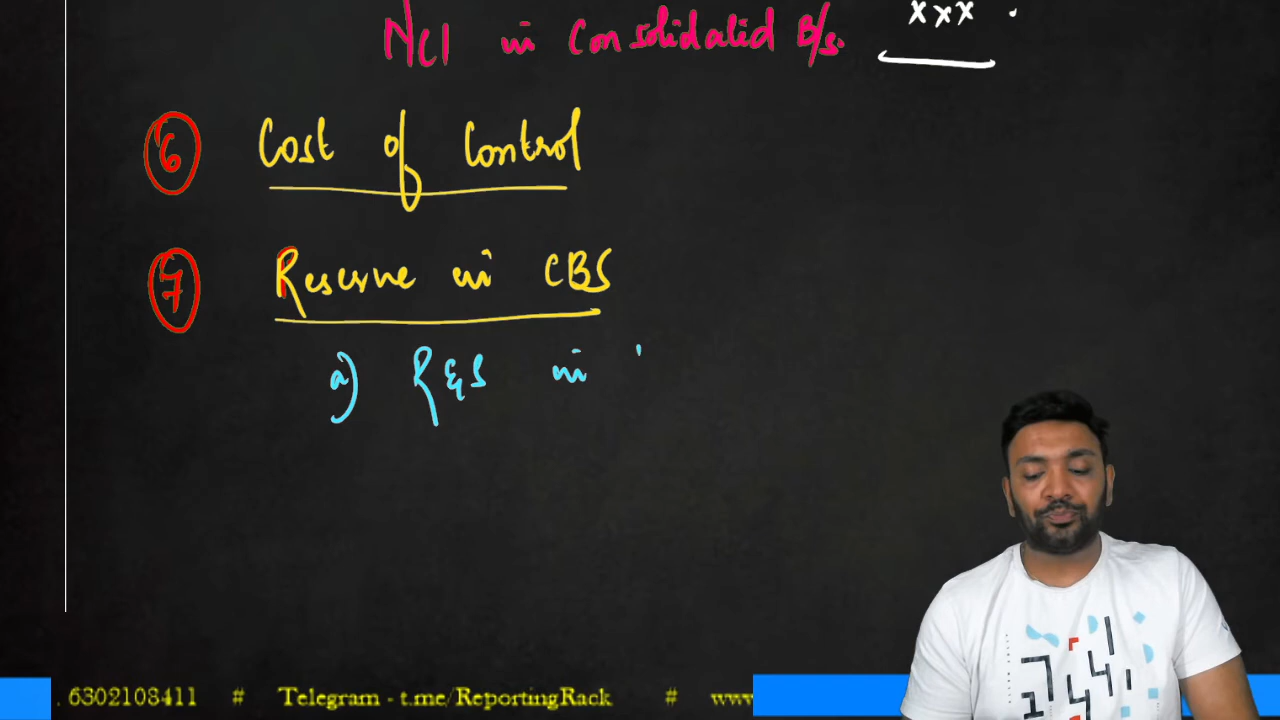 xxx
NCI in Consolidated B/s.
6 Cost of Control
7 Reserve in CBS
a) R&S in
. 6302108411 # Telegram - t.me/ReportingRack # www